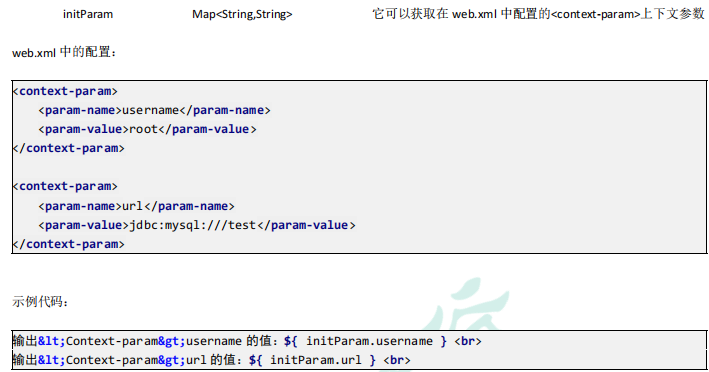 initParam Map<String,String> 它可以获取在 web.xml 中配置的<context-param>上下文参数
web.xml 中的配置：
<context-param>
<param-name>username</param-name>
<param-value>root</param-value>
</context-param>
<context-param>
<param-name>url</param-name>
<param-value>jdbc:mysql:///test</param-value>
</context-param>
示例代码：
输出&lt;Context-param&gt;username 的值：${ initParam.username } <br>
输出&lt;Context-param&gt;url 的值：${ initParam.url } <br>